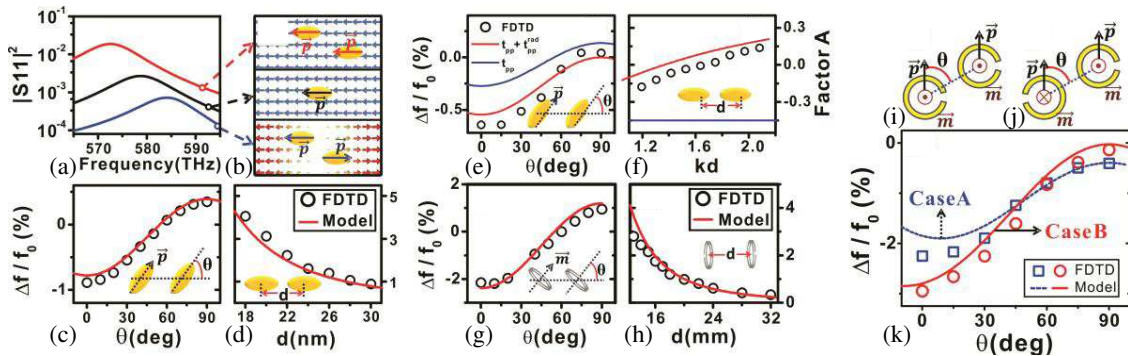 |S11|²
10⁻¹
10⁻²
10⁻³
10⁻⁴
570 580 590
Frequency(THz)
(a)
(b)
p⃗
p⃗
p⃗
p⃗
p⃗
Δf / f₀ (%)
1
0
-1
0 30 60 90
θ(deg)
(c)
p⃗
θ
(d)
FDTD
Model
d
18 22 26 30
d(nm)
5
3
1
Δf / f₀ (%)
0.5
0.0
-0.5
FDTD
t_pp + t_pp^rad
t_pp
p⃗
θ
0 30 60 90
θ(deg)
(e)
(f)
d
1.2 1.6 2.0
kd
0.3
0.0
-0.3
Factor A
Δf / f₀ (%)
2
0
-2
m⃗
θ
0 30 60 90
θ(deg)
(g)
(h)
FDTD
Model
d
16 20 24 28 32
d(mm)
4
2
0
(i)
p⃗
θ
p⃗
m⃗
(j)
p⃗
θ
p⃗
m⃗
Δf / f₀ (%)
0
-2
-4
CaseA
CaseB
FDTD
Model
0 30 60 90
θ (deg)
(k)